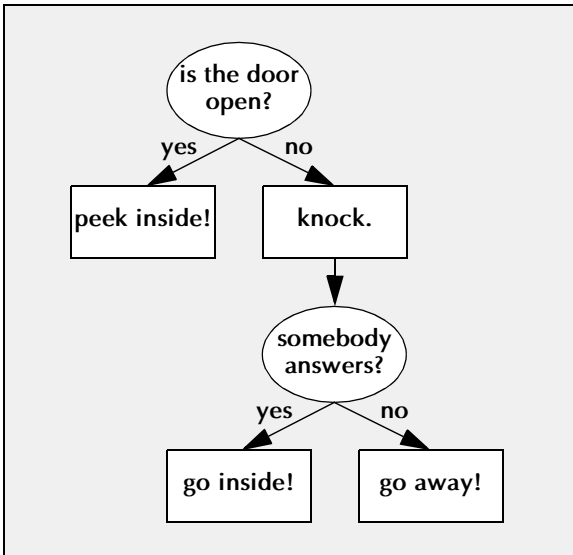 is the door
open?
yes
no
peek inside!
knock.
somebody
answers?
yes
no
go inside!
go away!